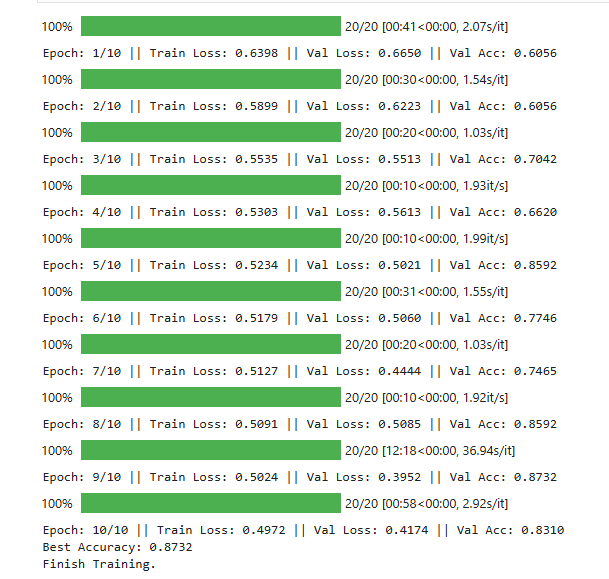 100% 20/20 [00:41<00:00, 2.07s/it]
Epoch: 1/10 || Train Loss: 0.6398 || Val Loss: 0.6650 || Val Acc: 0.6056
100% 20/20 [00:30<00:00, 1.54s/it]
Epoch: 2/10 || Train Loss: 0.5899 || Val Loss: 0.6223 || Val Acc: 0.6056
100% 20/20 [00:20<00:00, 1.03s/it]
Epoch: 3/10 || Train Loss: 0.5535 || Val Loss: 0.5513 || Val Acc: 0.7042
100% 20/20 [00:10<00:00, 1.93it/s]
Epoch: 4/10 || Train Loss: 0.5303 || Val Loss: 0.5613 || Val Acc: 0.6620
100% 20/20 [00:10<00:00, 1.99it/s]
Epoch: 5/10 || Train Loss: 0.5234 || Val Loss: 0.5021 || Val Acc: 0.8592
100% 20/20 [00:31<00:00, 1.55s/it]
Epoch: 6/10 || Train Loss: 0.5179 || Val Loss: 0.5060 || Val Acc: 0.7746
100% 20/20 [00:20<00:00, 1.03s/it]
Epoch: 7/10 || Train Loss: 0.5127 || Val Loss: 0.4444 || Val Acc: 0.7465
100% 20/20 [00:10<00:00, 1.92it/s]
Epoch: 8/10 || Train Loss: 0.5091 || Val Loss: 0.5085 || Val Acc: 0.8592
100% 20/20 [12:18<00:00, 36.94s/it]
Epoch: 9/10 || Train Loss: 0.5024 || Val Loss: 0.3952 || Val Acc: 0.8732
100% 20/20 [00:58<00:00, 2.92s/it]
Epoch: 10/10 || Train Loss: 0.4972 || Val Loss: 0.4174 || Val Acc: 0.8310
Best Accuracy: 0.8732
Finish Training.